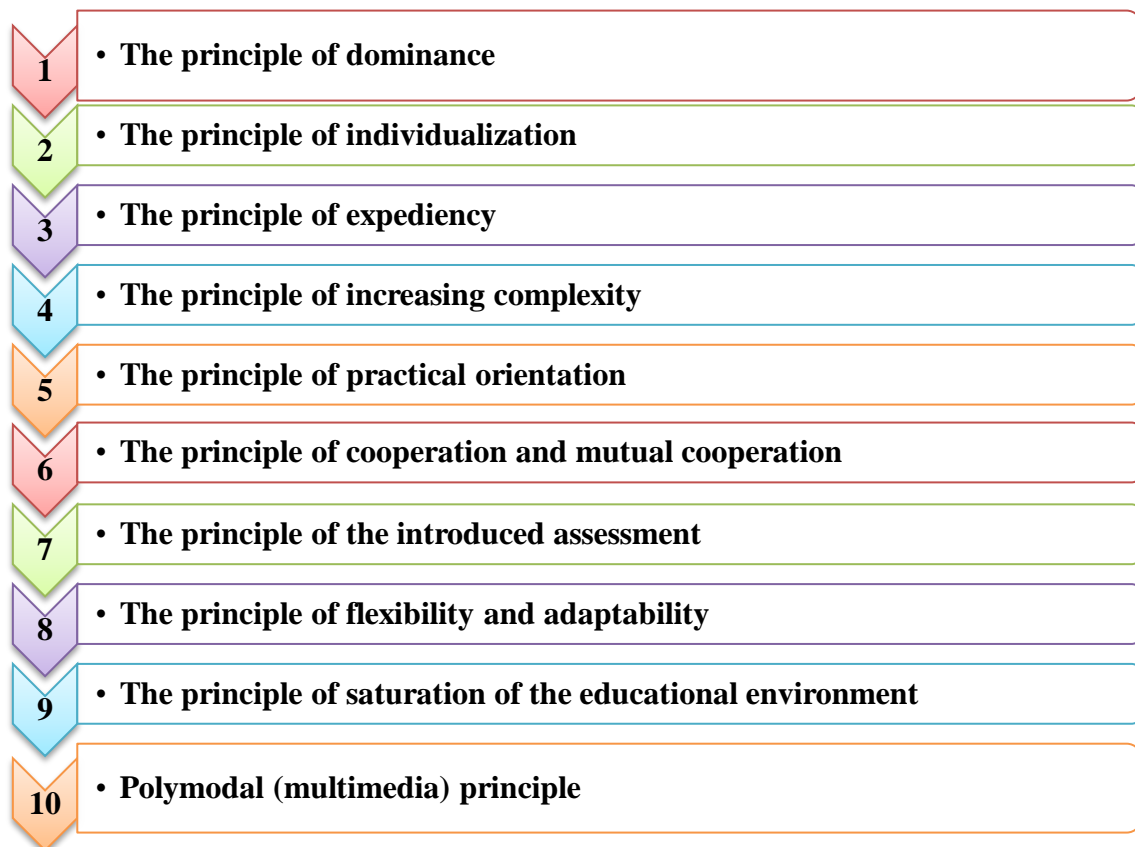 1 • The principle of dominance
2 • The principle of individualization
3 • The principle of expediency
4 • The principle of increasing complexity
5 • The principle of practical orientation
6 • The principle of cooperation and mutual cooperation
7 • The principle of the introduced assessment
8 • The principle of flexibility and adaptability
9 • The principle of saturation of the educational environment
10 • Polymodal (multimedia) principle